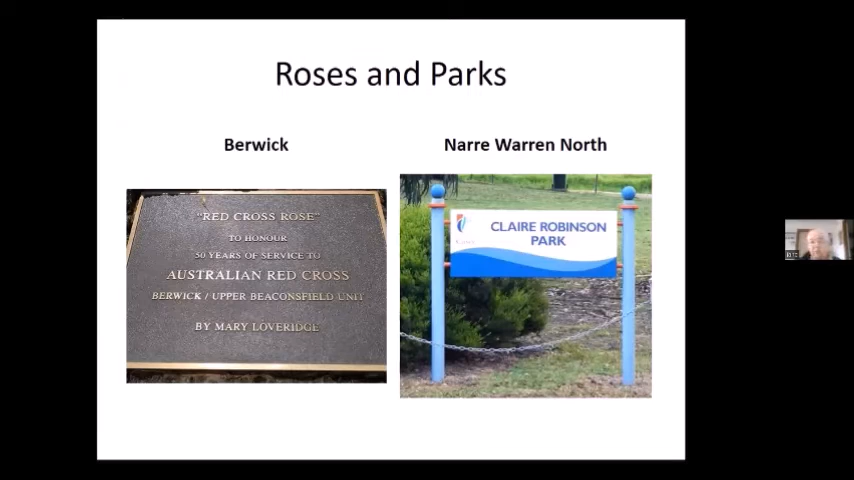 Roses and Parks
Berwick
Narre Warren North
"RED CROSS ROSE"
TO HONOUR
50 YEARS OF SERVICE TO
AUSTRALIAN RED CROSS
BERWICK / UPPER BEACONSFIELD UNIT
BY MARY LOVERIDGE
CLAIRE ROBINSON
PARK